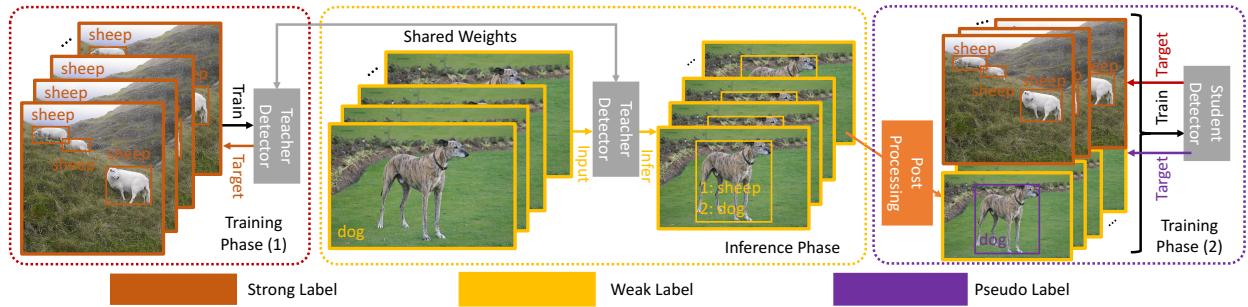 sheep
sheep
sheep
sheep
sheep
Train
Target
Teacher
Detector
Training
Phase (1)
Shared Weights
dog
Input
Teacher
Detector
Infer
1: sheep
2: dog
Inference Phase
Post
Processing
sheep
sheep
sheep
sheep
dog
Target
Train
Target
Student
Detector
Training
Phase (2)
Strong Label
Weak Label
Pseudo Label